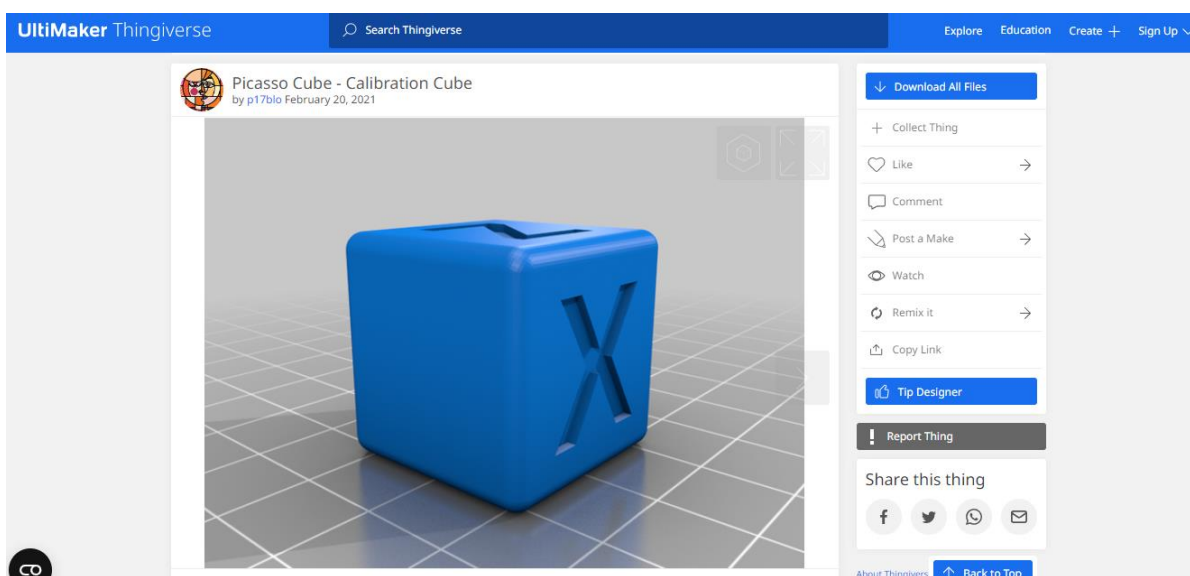 UltiMaker Thingiverse
Search Thingiverse
Explore Education Create + Sign Up
Picasso Cube - Calibration Cube
by p17blo February 20, 2021
X
Download All Files
Collect Thing
Like
Comment
Post a Make
Watch
Remix it
Copy Link
Tip Designer
Report Thing
Share this thing
About Thingivers
Back to Top